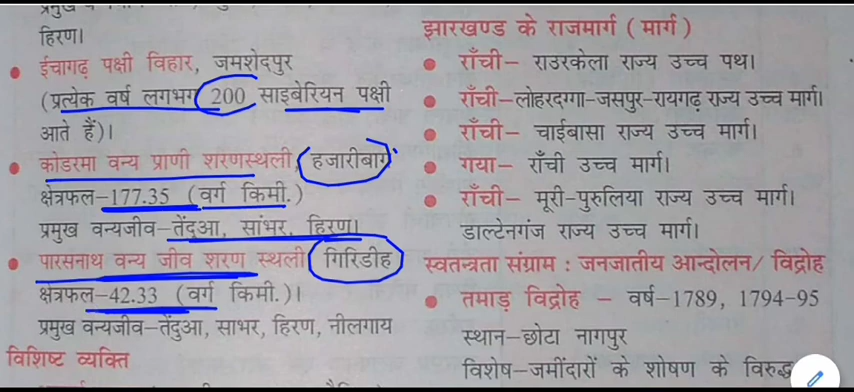 हिरण।
ईचागढ़ पक्षी विहार, जमशेदपुर
(प्रत्येक वर्ष लगभग 200 साइबेरियन पक्षी
आते हैं)।
कोडरमा वन्य प्राणी शरणस्थली, हजारीबाग
क्षेत्रफल–177.35 (वर्ग किमी.)
प्रमुख वन्यजीव–तेंदुआ, सांभर, हिरण।
पारसनाथ वन्य जीव शरण स्थली गिरिडीह
क्षेत्रफल–42.33 (वर्ग किमी.)।
प्रमुख वन्यजीव–तेंदुआ, साभर, हिरण, नीलगाय
विशिष्ट व्यक्ति
झारखण्ड के राजमार्ग (मार्ग)
राँची– राउरकेला राज्य उच्च पथ।
राँची–लोहरदग्गा–जसपुर–रायगढ़ राज्य उच्च मार्ग।
राँची– चाईबासा राज्य उच्च मार्ग।
गया– राँची उच्च मार्ग।
राँची– मूरी-पुरुलिया राज्य उच्च मार्ग।
डाल्टेनगंज राज्य उच्च मार्ग।
स्वतन्त्रता संग्राम : जनजातीय आन्दोलन/ विद्रोह
तमाड़ विद्रोह – वर्ष–1789, 1794-95
स्थान–छोटा नागपुर
विशेष–जमींदारों के शोषण के विरुद्ध